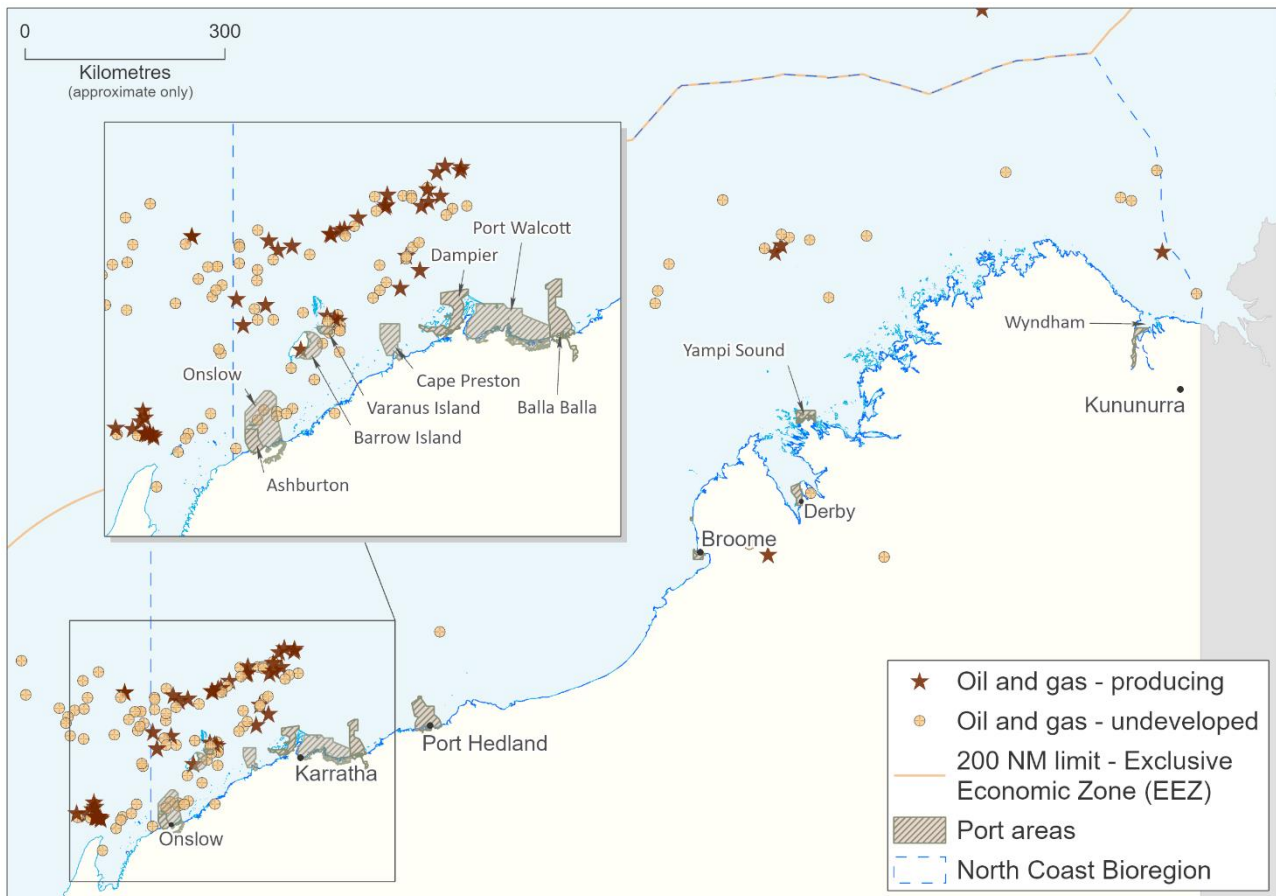 0 300
Kilometres
(approximate only)
Port Walcott
Dampier
Onslow
Cape Preston
Varanus Island
Balla Balla
Barrow Island
Ashburton
Wyndham
Yampi Sound
Kununurra
Derby
Broome
Port Hedland
Karratha
Onslow
Oil and gas - producing
Oil and gas - undeveloped
200 NM limit - Exclusive
Economic Zone (EEZ)
Port areas
North Coast Bioregion